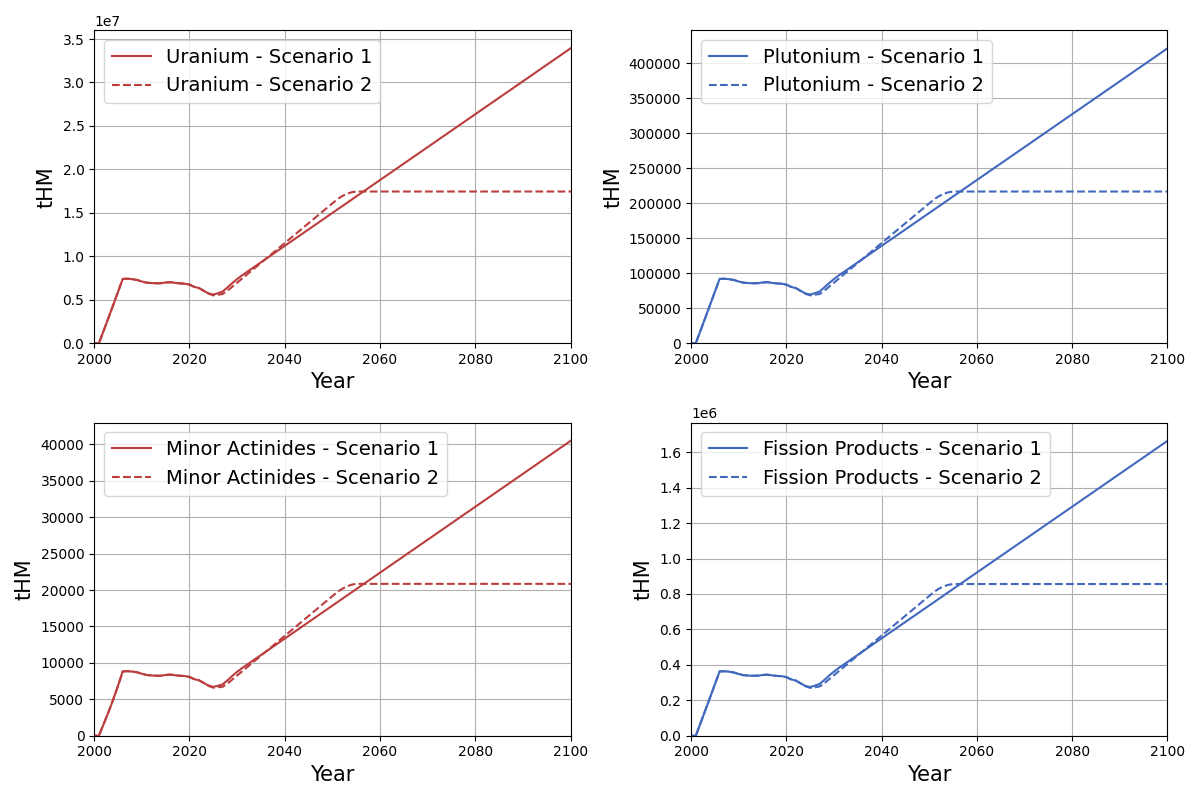 1e7
Uranium - Scenario 1
Uranium - Scenario 2
3.5
3.0
2.5
2.0
1.5
1.0
0.5
0.0
tHM
2000 2020 2040 2060 2080 2100
Year
Plutonium - Scenario 1
Plutonium - Scenario 2
400000
350000
300000
250000
200000
150000
100000
50000
0
tHM
2000 2020 2040 2060 2080 2100
Year
Minor Actinides - Scenario 1
Minor Actinides - Scenario 2
40000
35000
30000
25000
20000
15000
10000
5000
0
tHM
2000 2020 2040 2060 2080 2100
Year
1e6
Fission Products - Scenario 1
Fission Products - Scenario 2
1.6
1.4
1.2
1.0
0.8
0.6
0.4
0.2
0.0
tHM
2000 2020 2040 2060 2080 2100
Year